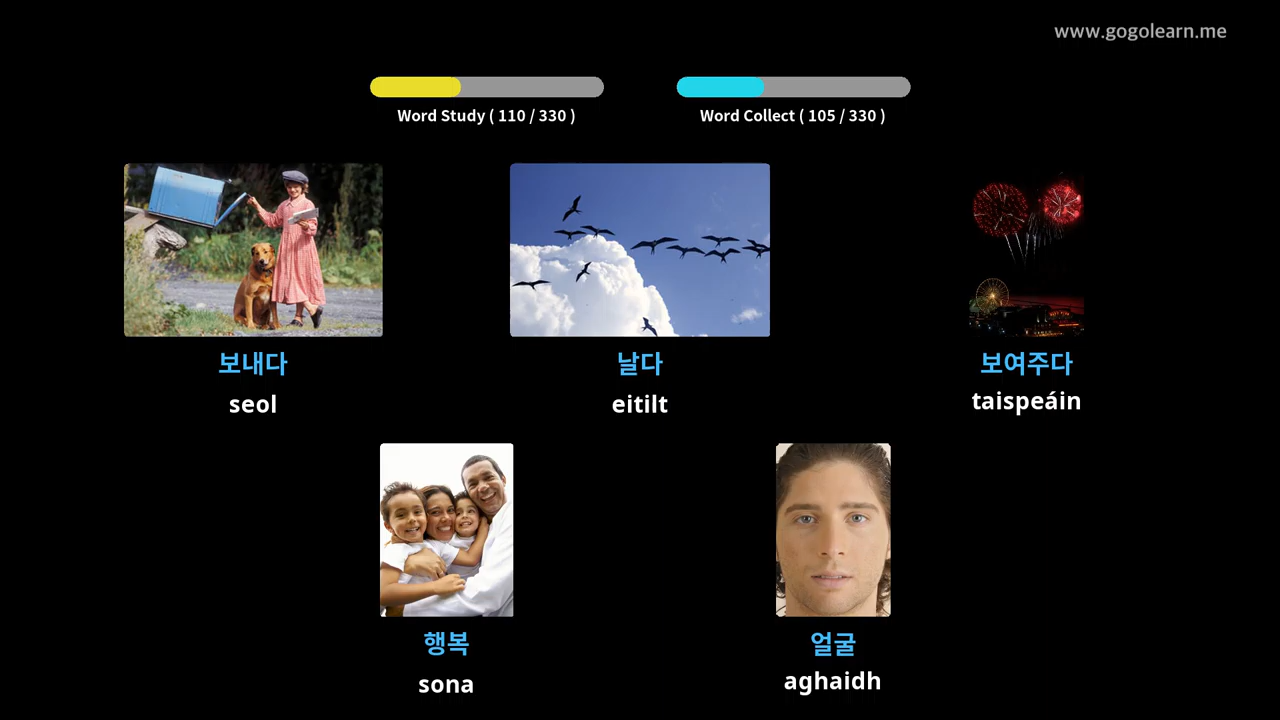 www.gogolearn.me
Word Study ( 110 / 330 )
Word Collect ( 105 / 330 )
보내다
seol
날다
eitilt
보여주다
taispeáin
행복
sona
얼굴
aghaidh